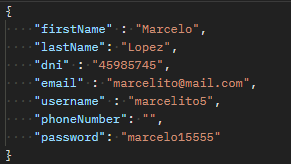 {
"firstName" : "Marcelo",
"lastName": "Lopez",
"dni" : "45985745",
"email" : "marcelito@mail.com",
"username" : "marcelito5",
"phoneNumber": "",
"password": "marcelo15555"
}